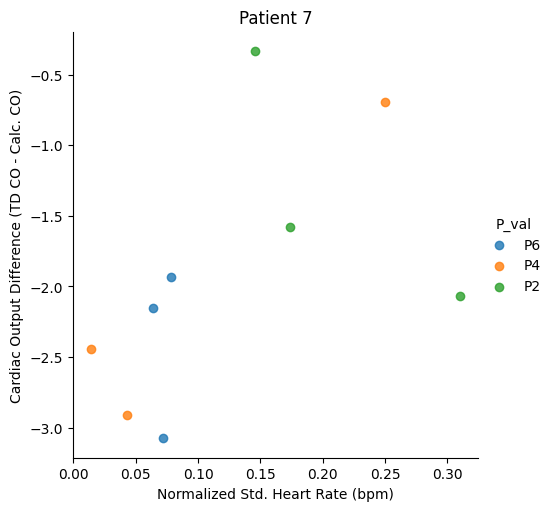 Patient 7
Cardiac Output Difference (TD CO - Calc. CO)
−0.5
−1.0
−1.5
−2.0
−2.5
−3.0
0.00 0.05 0.10 0.15 0.20 0.25 0.30
Normalized Std. Heart Rate (bpm)
P_val
P6
P4
P2